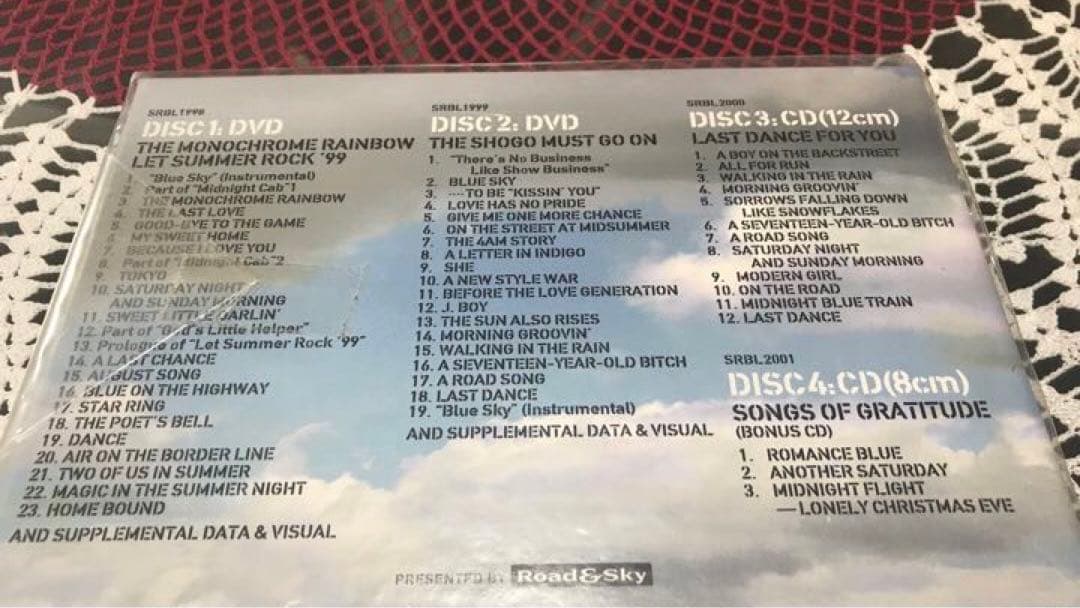 SRBL1998
DISC 1: DVD
THE MONOCHROME RAINBOW
LET SUMMER ROCK '99
1. "Blue Sky" (Instrumental)
2. Part of "Midnight Cab" 1
3. THE MONOCHROME RAINBOW
4. THE LAST LOVE
5. GOOD-BYE TO THE GAME
6. MY SWEET HOME
7. BECAUSE I LOVE YOU
8. Part of "Midnight Cab" 2
9. TOKYO
10. SATURDAY NIGHT
AND SUNDAY MORNING
11. SWEET LITTLE DARLIN'
12. Part of "God's Little Helper"
13. Prologue of "Let Summer Rock '99"
14. A LAST CHANCE
15. AUGUST SONG
16. BLUE ON THE HIGHWAY
17. STAR RING
18. THE POET'S BELL
19. DANCE
20. AIR ON THE BORDER LINE
21. TWO OF US IN SUMMER
22. MAGIC IN THE SUMMER NIGHT
23. HOME BOUND
AND SUPPLEMENTAL DATA & VISUAL
SRBL1999
DISC 2: DVD
THE SHOGO MUST GO ON
1. "There's No Business
Like Show Business"
2. BLUE SKY
3. ----TO BE "KISSIN' YOU"
4. LOVE HAS NO PRIDE
5. GIVE ME ONE MORE CHANCE
6. ON THE STREET AT MIDSUMMER
7. THE 4AM STORY
8. A LETTER IN INDIGO
9. SHE
10. A NEW STYLE WAR
11. BEFORE THE LOVE GENERATION
12. J. BOY
13. THE SUN ALSO RISES
14. MORNING GROOVIN'
15. WALKING IN THE RAIN
16. A SEVENTEEN-YEAR-OLD BITCH
17. A ROAD SONG
18. LAST DANCE
19. "Blue Sky" (Instrumental)
AND SUPPLEMENTAL DATA & VISUAL
SRBL2000
DISC 3: CD(12cm)
LAST DANCE FOR YOU
1. A BOY ON THE BACKSTREET
2. ALL FOR RUN
3. WALKING IN THE RAIN
4. MORNING GROOVIN'
5. SORROWS FALLING DOWN
LIKE SNOWFLAKES
6. A SEVENTEEN-YEAR-OLD BITCH
7. A ROAD SONG
8. SATURDAY NIGHT
AND SUNDAY MORNING
9. MODERN GIRL
10. ON THE ROAD
11. MIDNIGHT BLUE TRAIN
12. LAST DANCE
SRBL2001
DISC 4: CD(8cm)
SONGS OF GRATITUDE
(BONUS CD)
1. ROMANCE BLUE
2. ANOTHER SATURDAY
3. MIDNIGHT FLIGHT
—LONELY CHRISTMAS EVE
PRESENTED BY Road&Sky